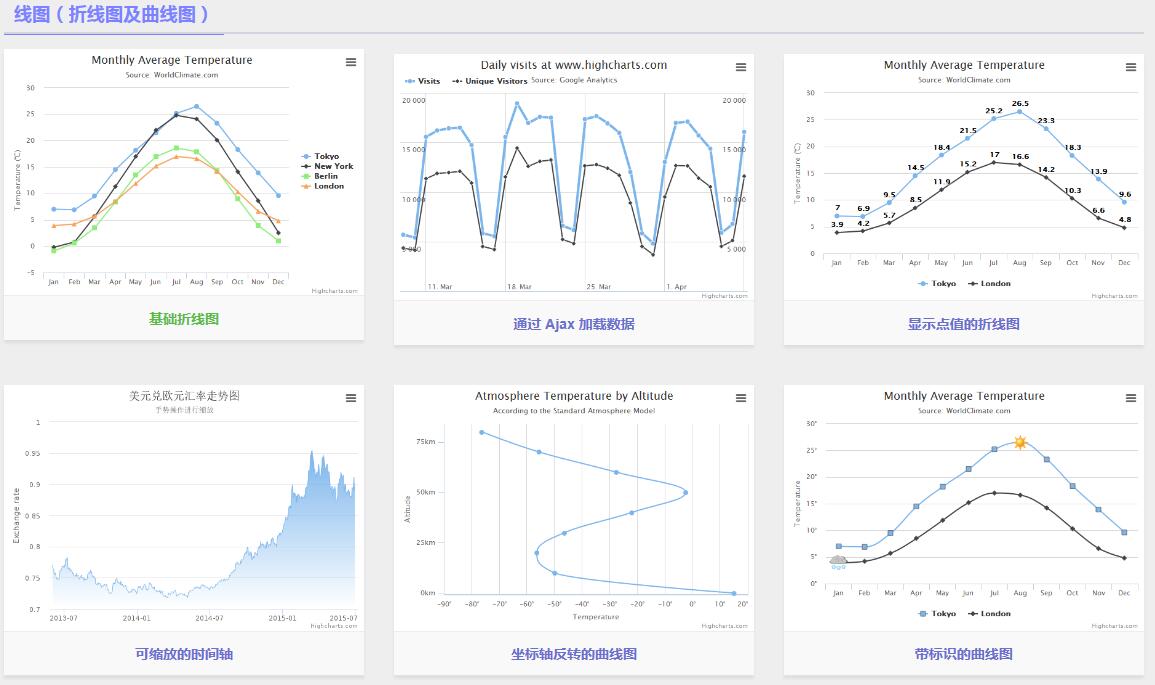 线图（折线图及曲线图）
Monthly Average Temperature
Source: WorldClimate.com
Temperature (°C)
30
25
20
15
10
5
0
-5
Jan Feb Mar Apr May Jun Jul Aug Sep Oct Nov Dec
Tokyo
New York
Berlin
London
Highcharts.com
基础折线图
Daily visits at www.highcharts.com
Source: Google Analytics
Visits Unique Visitors
20 000 20 000
15 000 15 000
10 000 10 000
5 000 5 000
11. Mar 18. Mar 25. Mar 1. Apr
Highcharts.com
通过 Ajax 加载数据
Monthly Average Temperature
Source: WorldClimate.com
Temperature (°C)
30
25
20
15
10
5
0
7 6.9 9.5 14.5 18.4 21.5 25.2 26.5 23.3 18.3 13.9 9.6
3.9 4.2 5.7 8.5 11.9 15.2 17 16.6 14.2 10.3 6.6 4.8
Jan Feb Mar Apr May Jun Jul Aug Sep Oct Nov Dec
Tokyo London
Highcharts.com
显示点值的折线图
美元兑欧元汇率走势图
手势操作进行缩放
Exchange rate
1
0.95
0.9
0.85
0.8
0.75
0.7
2013-07 2014-01 2014-07 2015-01 2015-07
Highcharts.com
可缩放的时间轴
Atmosphere Temperature by Altitude
According to the Standard Atmosphere Model
Altitude
75km
50km
25km
0km
-90° -80° -70° -60° -50° -40° -30° -20° -10° 0° 10° 20°
Temperature
Highcharts.com
坐标轴反转的曲线图
Monthly Average Temperature
Source: WorldClimate.com
Temperature
30°
25°
20°
15°
10°
5°
0°
Jan Feb Mar Apr May Jun Jul Aug Sep Oct Nov Dec
Tokyo London
Highcharts.com
带标识的曲线图